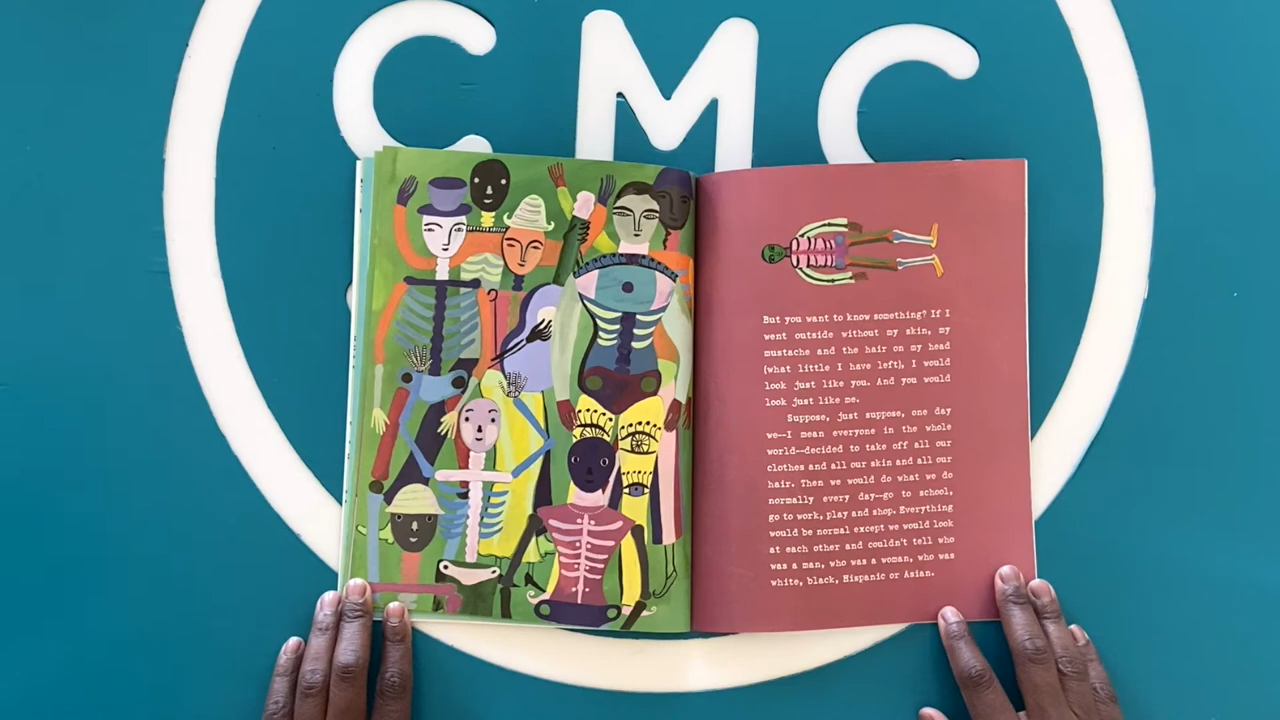 CMC
But you want to know something? If I
went outside without my skin, my
mustache and the hair on my head
(what little I have left), I would
look just like you. And you would
look just like me.
Suppose, just suppose, one day
we--I mean everyone in the whole
world--decided to take off all our
clothes and all our skin and all our
hair. Then we would do what we do
normally every day--go to school,
go to work, play and shop. Everything
would be normal except we would look
at each other and couldn't tell who
was a man, who was a woman, who was
white, black, Hispanic or Asian.